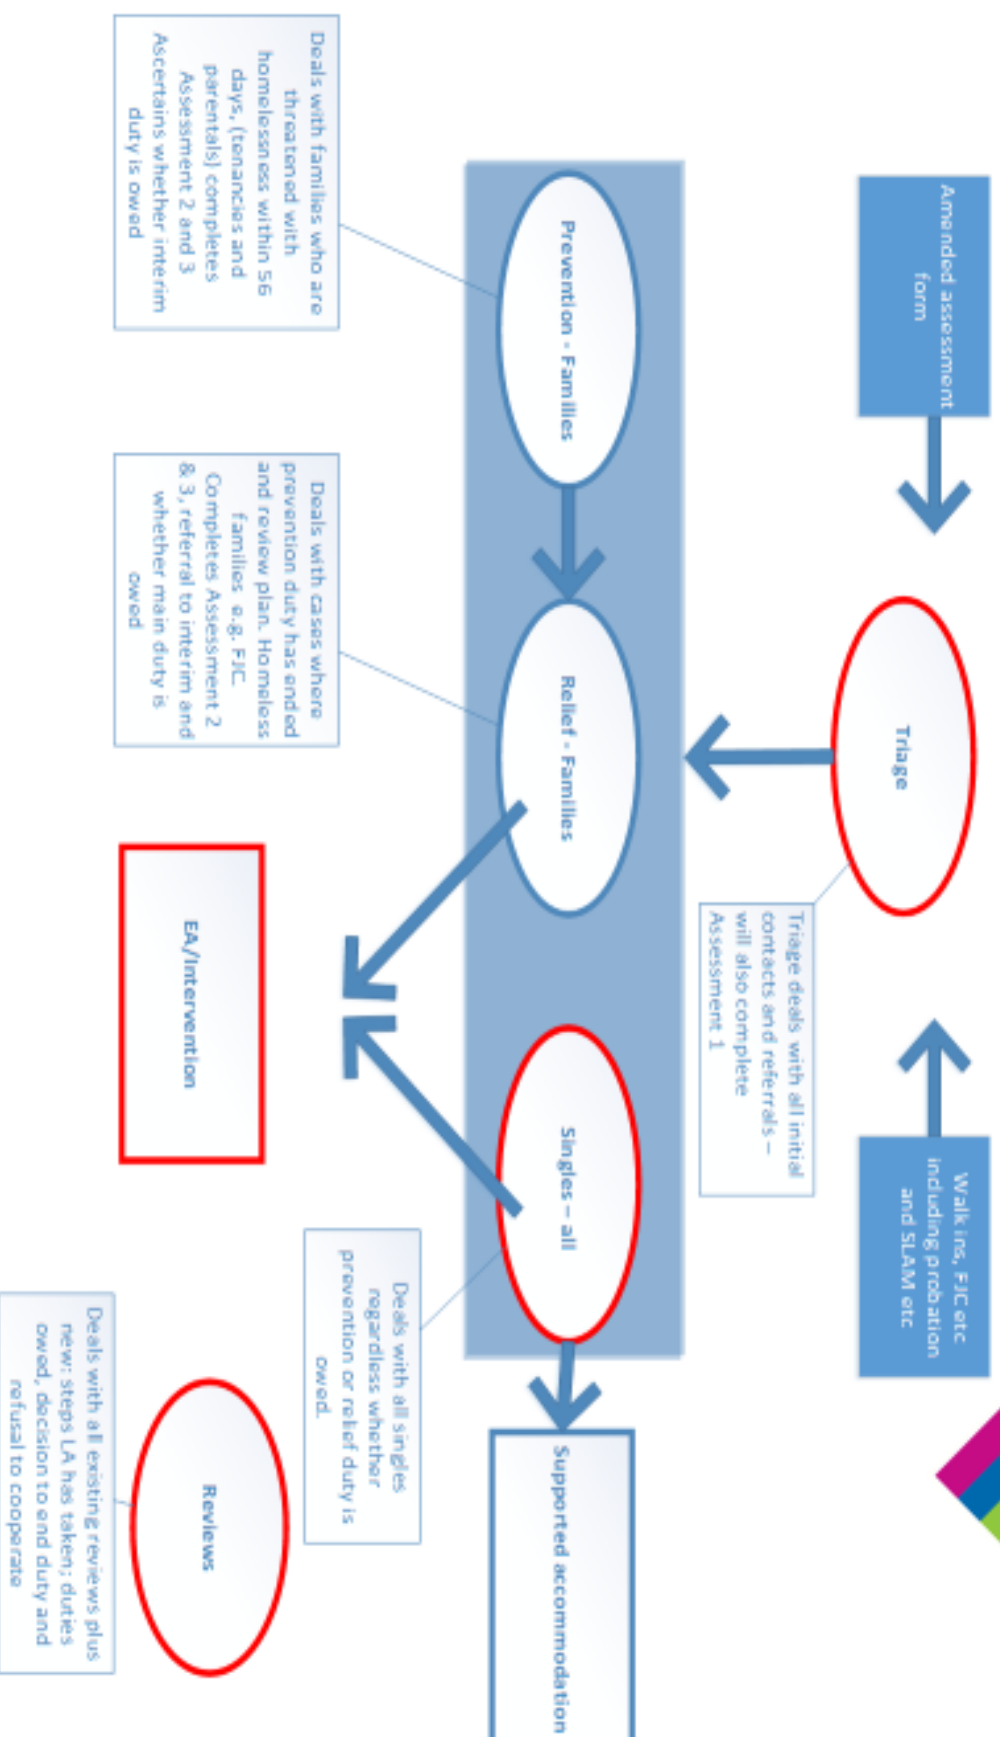 Amended assessment
form
Triage
Walk ins, FJC etc
including probation
and SLAM etc
Triage deals with all initial
contacts and referrals –
will also complete
Assessment 1
Prevention - Families
Relief - Families
Singles – all
Supported accommodation
Deals with families who are
threatened with
homelessness within 56
days, (tenancies and
parentals) completes
Assessment 2 and 3
Ascertains whether interim
duty is owed
Deals with cases where
prevention duty has ended
and review plan. Homeless
families e.g. FJC.
Completes Assessment 2
& 3, referral to interim and
whether main duty is
owed
EA/Intervention
Deals with all singles
regardless whether
prevention or relief duty is
owed.
Reviews
Deals with all existing reviews plus
new: steps LA has taken; duties
owed, decision to end duty and
refusal to cooperate